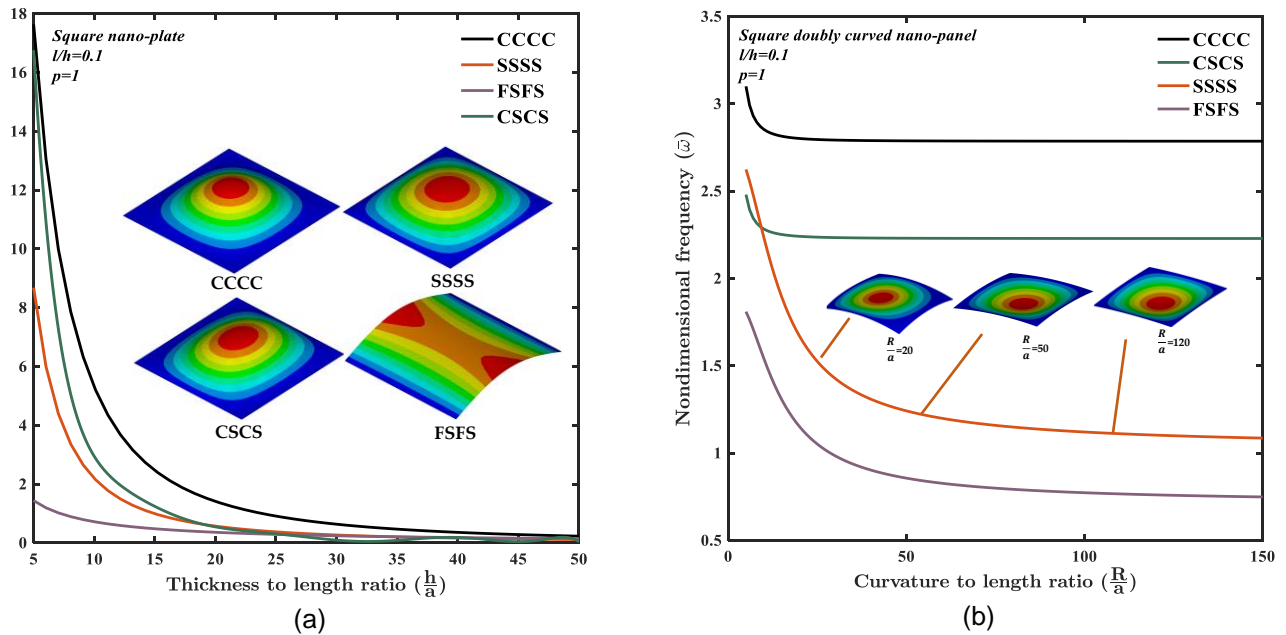 Square nano-plate
l/h=0.1
p=1
CCCC
SSSS
FSFS
CSCS
18
16
14
12
10
8
6
4
2
0
CCCC
SSSS
CSCS
FSFS
5
10
15
20
25
30
35
40
45
50
Thickness to length ratio (h/a)
(a)
Square doubly curved nano-panel
l/h=0.1
p=1
CCCC
CSCS
SSSS
FSFS
Nondimensional frequency (ω̄)
3.5
3
2.5
2
1.5
1
0.5
R/a=20
R/a=50
R/a=120
0
50
100
150
Curvature to length ratio (R/a)
(b)